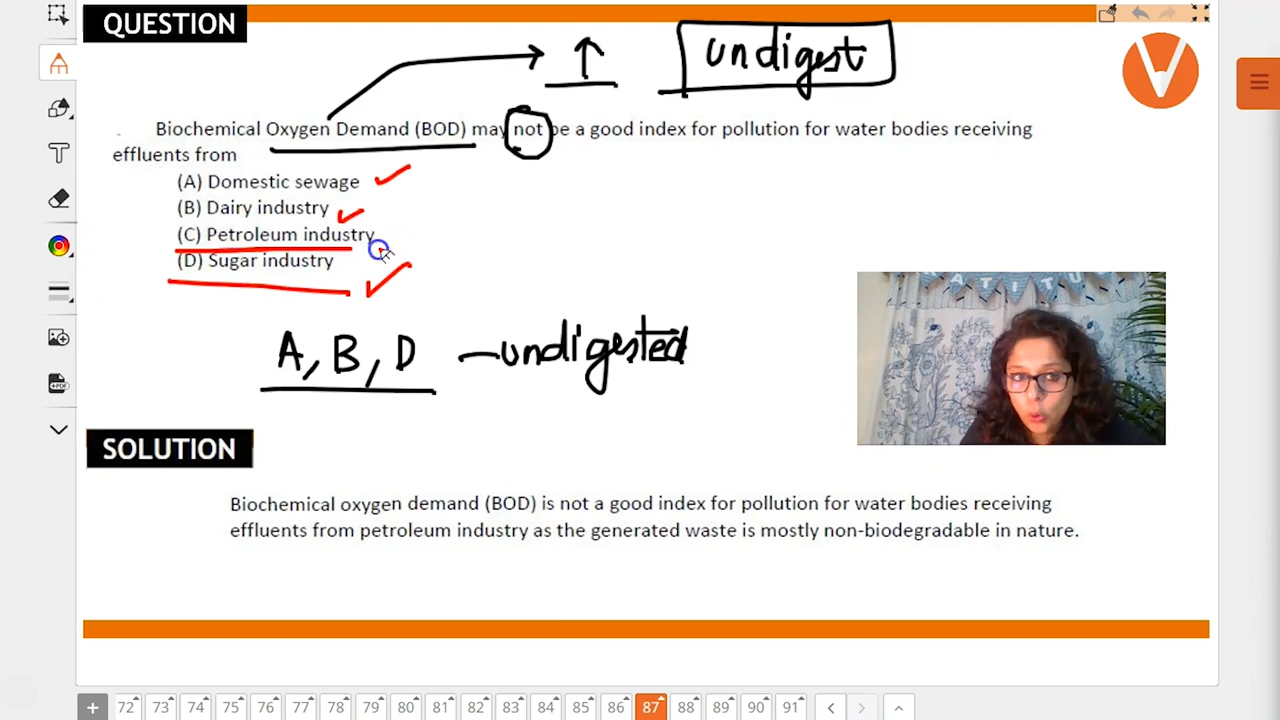 QUESTION
↑ undigest
Biochemical Oxygen Demand (BOD) may not be a good index for pollution for water bodies receiving
effluents from
(A) Domestic sewage
(B) Dairy industry
(C) Petroleum industry
(D) Sugar industry
A, B, D – undigested
SOLUTION
Biochemical oxygen demand (BOD) is not a good index for pollution for water bodies receiving
effluents from petroleum industry as the generated waste is mostly non-biodegradable in nature.
72 73 74 75 76 77 78 79 80 81 82 83 84 85 86 87 88 89 90 91